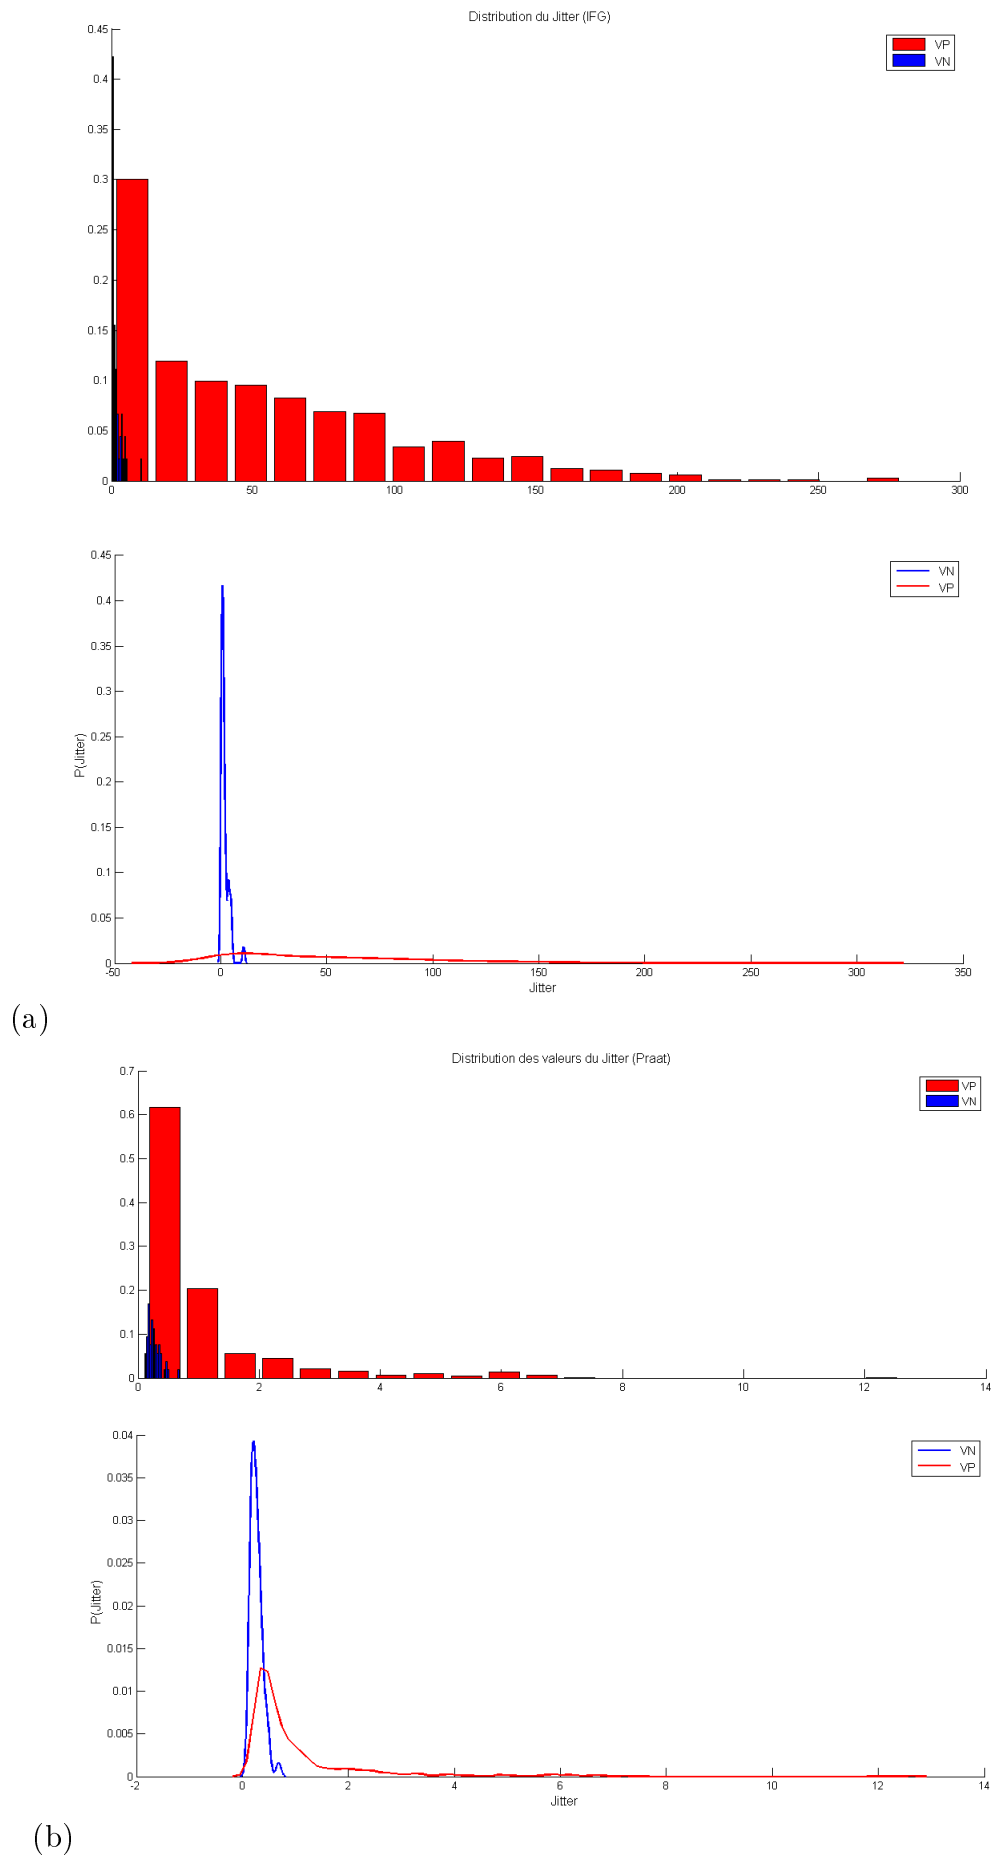 Distribution du Jitter (IFG)
0.45
0.4
0.35
0.3
0.25
0.2
0.15
0.1
0.05
0
0 50 100 150 200 250 300
VP
VN
0.45
0.4
0.35
0.3
0.25
0.2
0.15
0.1
0.05
0
P(Jitter)
-50 0 50 100 150 200 250 300 350
Jitter
VN
VP
(a)
Distribution des valeurs du Jitter (Praat)
0.7
0.6
0.5
0.4
0.3
0.2
0.1
0
0 2 4 6 8 10 12 14
VP
VN
0.04
0.035
0.03
0.025
0.02
0.015
0.01
0.005
0
P(Jitter)
-2 0 2 4 6 8 10 12 14
Jitter
VN
VP
(b)